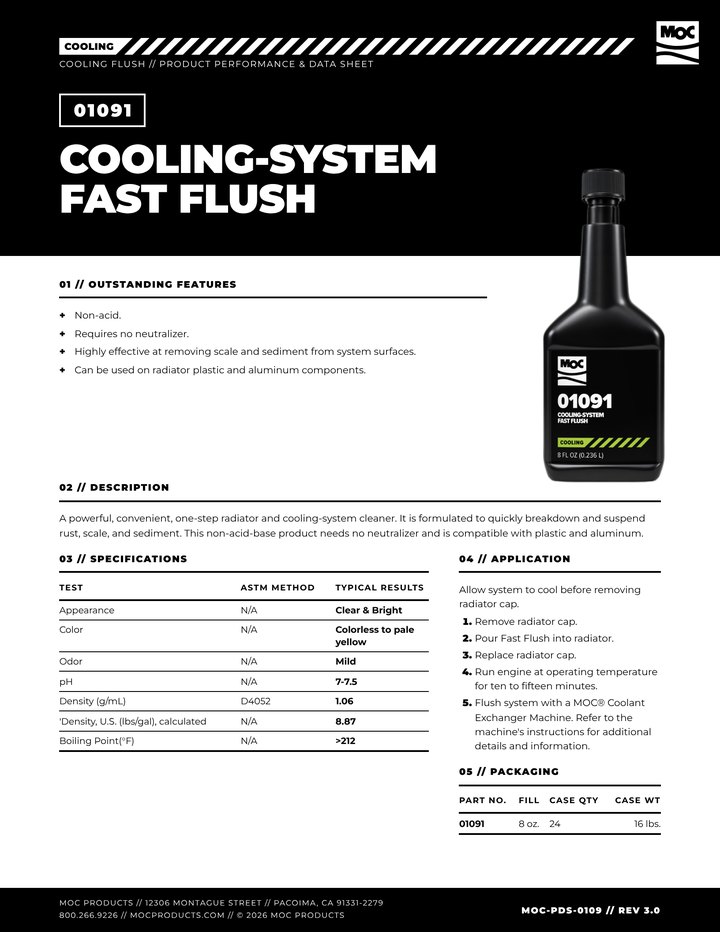 COOLING
MOC
COOLING FLUSH // PRODUCT PERFORMANCE & DATA SHEET
01091
COOLING-SYSTEM
FAST FLUSH
01 // OUTSTANDING FEATURES
+ Non-acid.
+ Requires no neutralizer.
+ Highly effective at removing scale and sediment from system surfaces.
+ Can be used on radiator plastic and aluminum components.
MOC
01091
COOLING-SYSTEM
FAST FLUSH
COOLING
8 FL OZ (0.236 L)
02 // DESCRIPTION
A powerful, convenient, one-step radiator and cooling-system cleaner. It is formulated to quickly breakdown and suspend
rust, scale, and sediment. This non-acid-base product needs no neutralizer and is compatible with plastic and aluminum.
03 // SPECIFICATIONS
TEST ASTM METHOD TYPICAL RESULTS
Appearance N/A Clear & Bright
Color N/A Colorless to pale
yellow
Odor N/A Mild
pH N/A 7-7.5
Density (g/mL) D4052 1.06
'Density, U.S. (lbs/gal), calculated N/A 8.87
Boiling Point(°F) N/A >212
04 // APPLICATION
Allow system to cool before removing
radiator cap.
1. Remove radiator cap.
2. Pour Fast Flush into radiator.
3. Replace radiator cap.
4. Run engine at operating temperature
for ten to fifteen minutes.
5. Flush system with a MOC® Coolant
Exchanger Machine. Refer to the
machine's instructions for additional
details and information.
05 // PACKAGING
PART NO. FILL CASE QTY CASE WT
01091 8 oz. 24 16 lbs.
MOC PRODUCTS // 12306 MONTAGUE STREET // PACOIMA, CA 91331-2279
800.266.9226 // MOCPRODUCTS.COM // © 2026 MOC PRODUCTS
MOC-PDS-0109 // REV 3.0